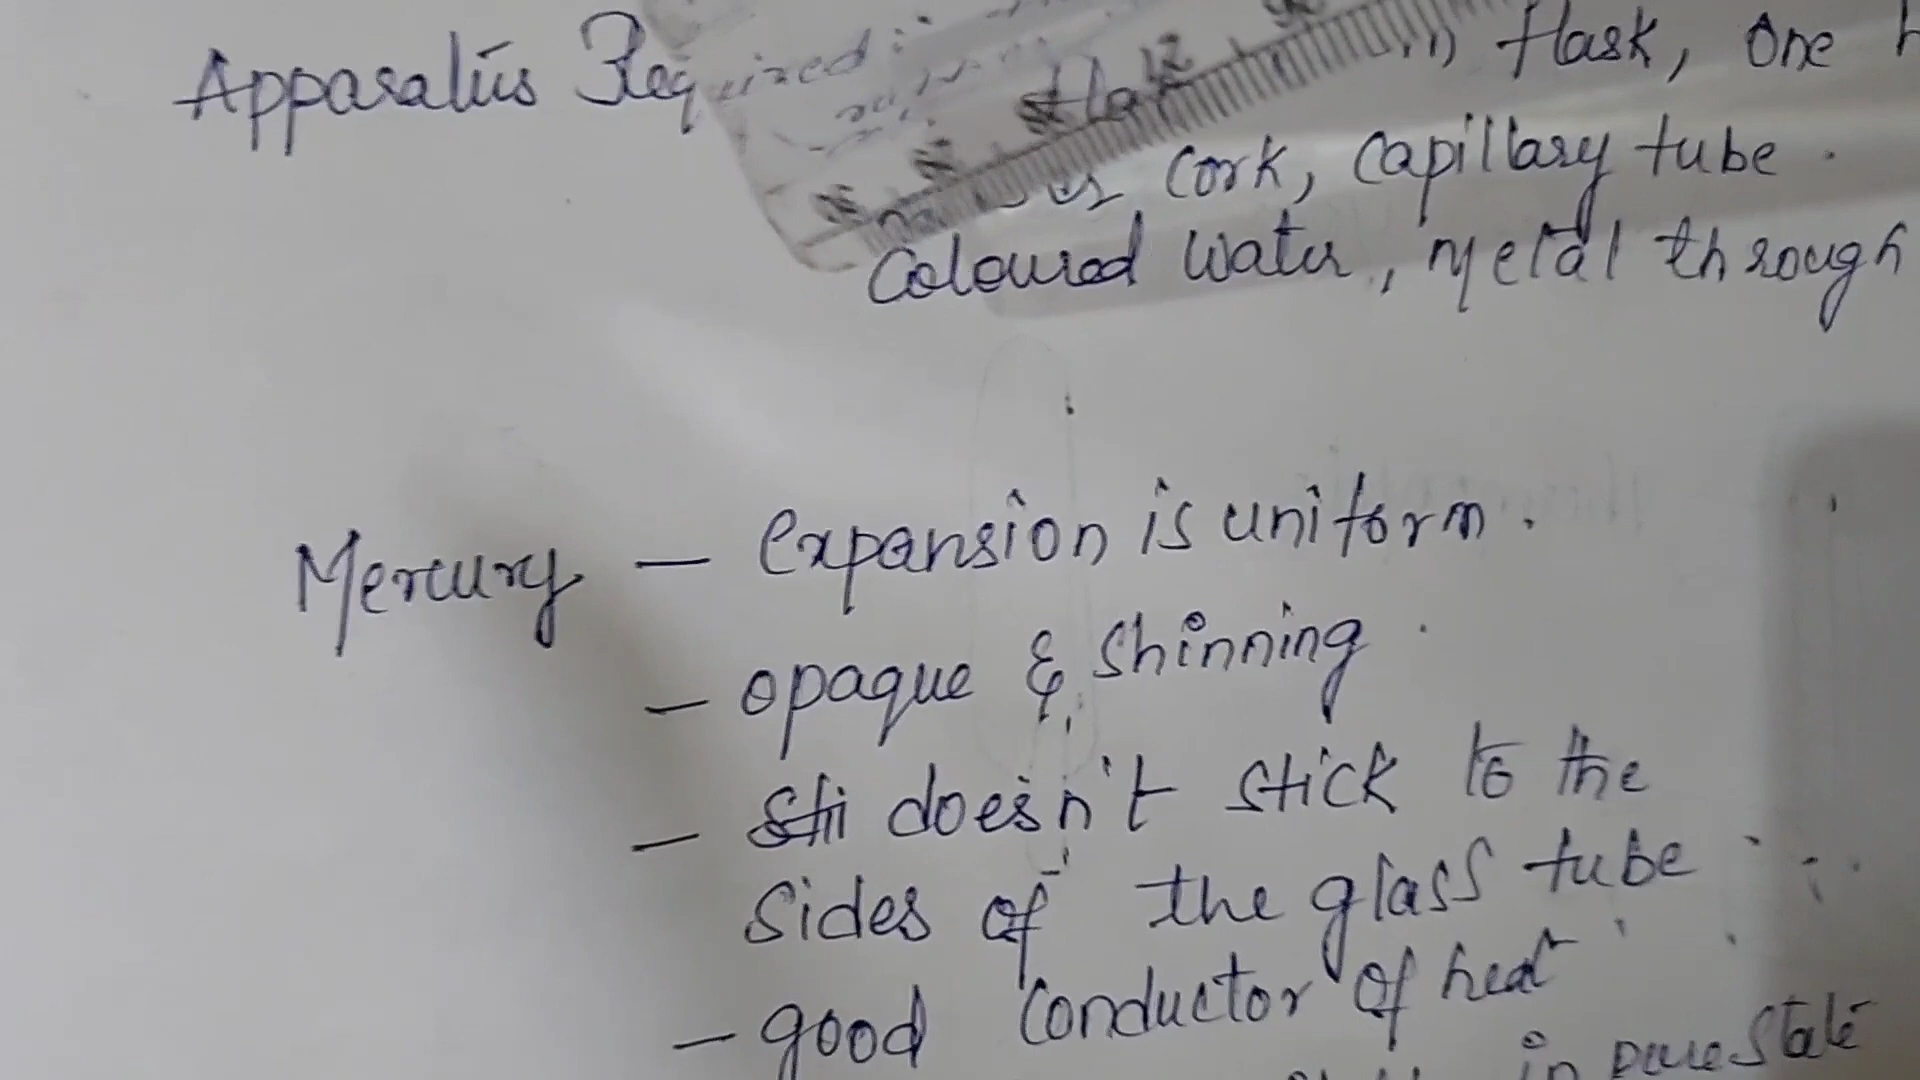 Apparatus Required: flask, One
cork, capillary tube.
Coloured water, Metal through
Mercury — expansion is uniform.
— opaque & shinning.
— doesn't stick to the
sides of the glass tube
— good conductor of heat
in pure state